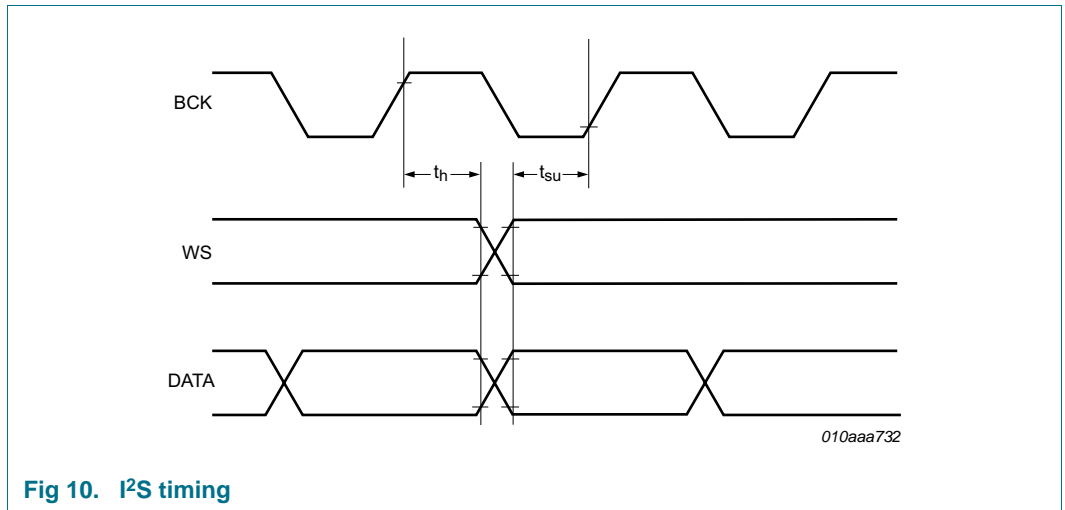 BCK
th
tsu
WS
DATA
010aaa732
Fig 10. I2S timing